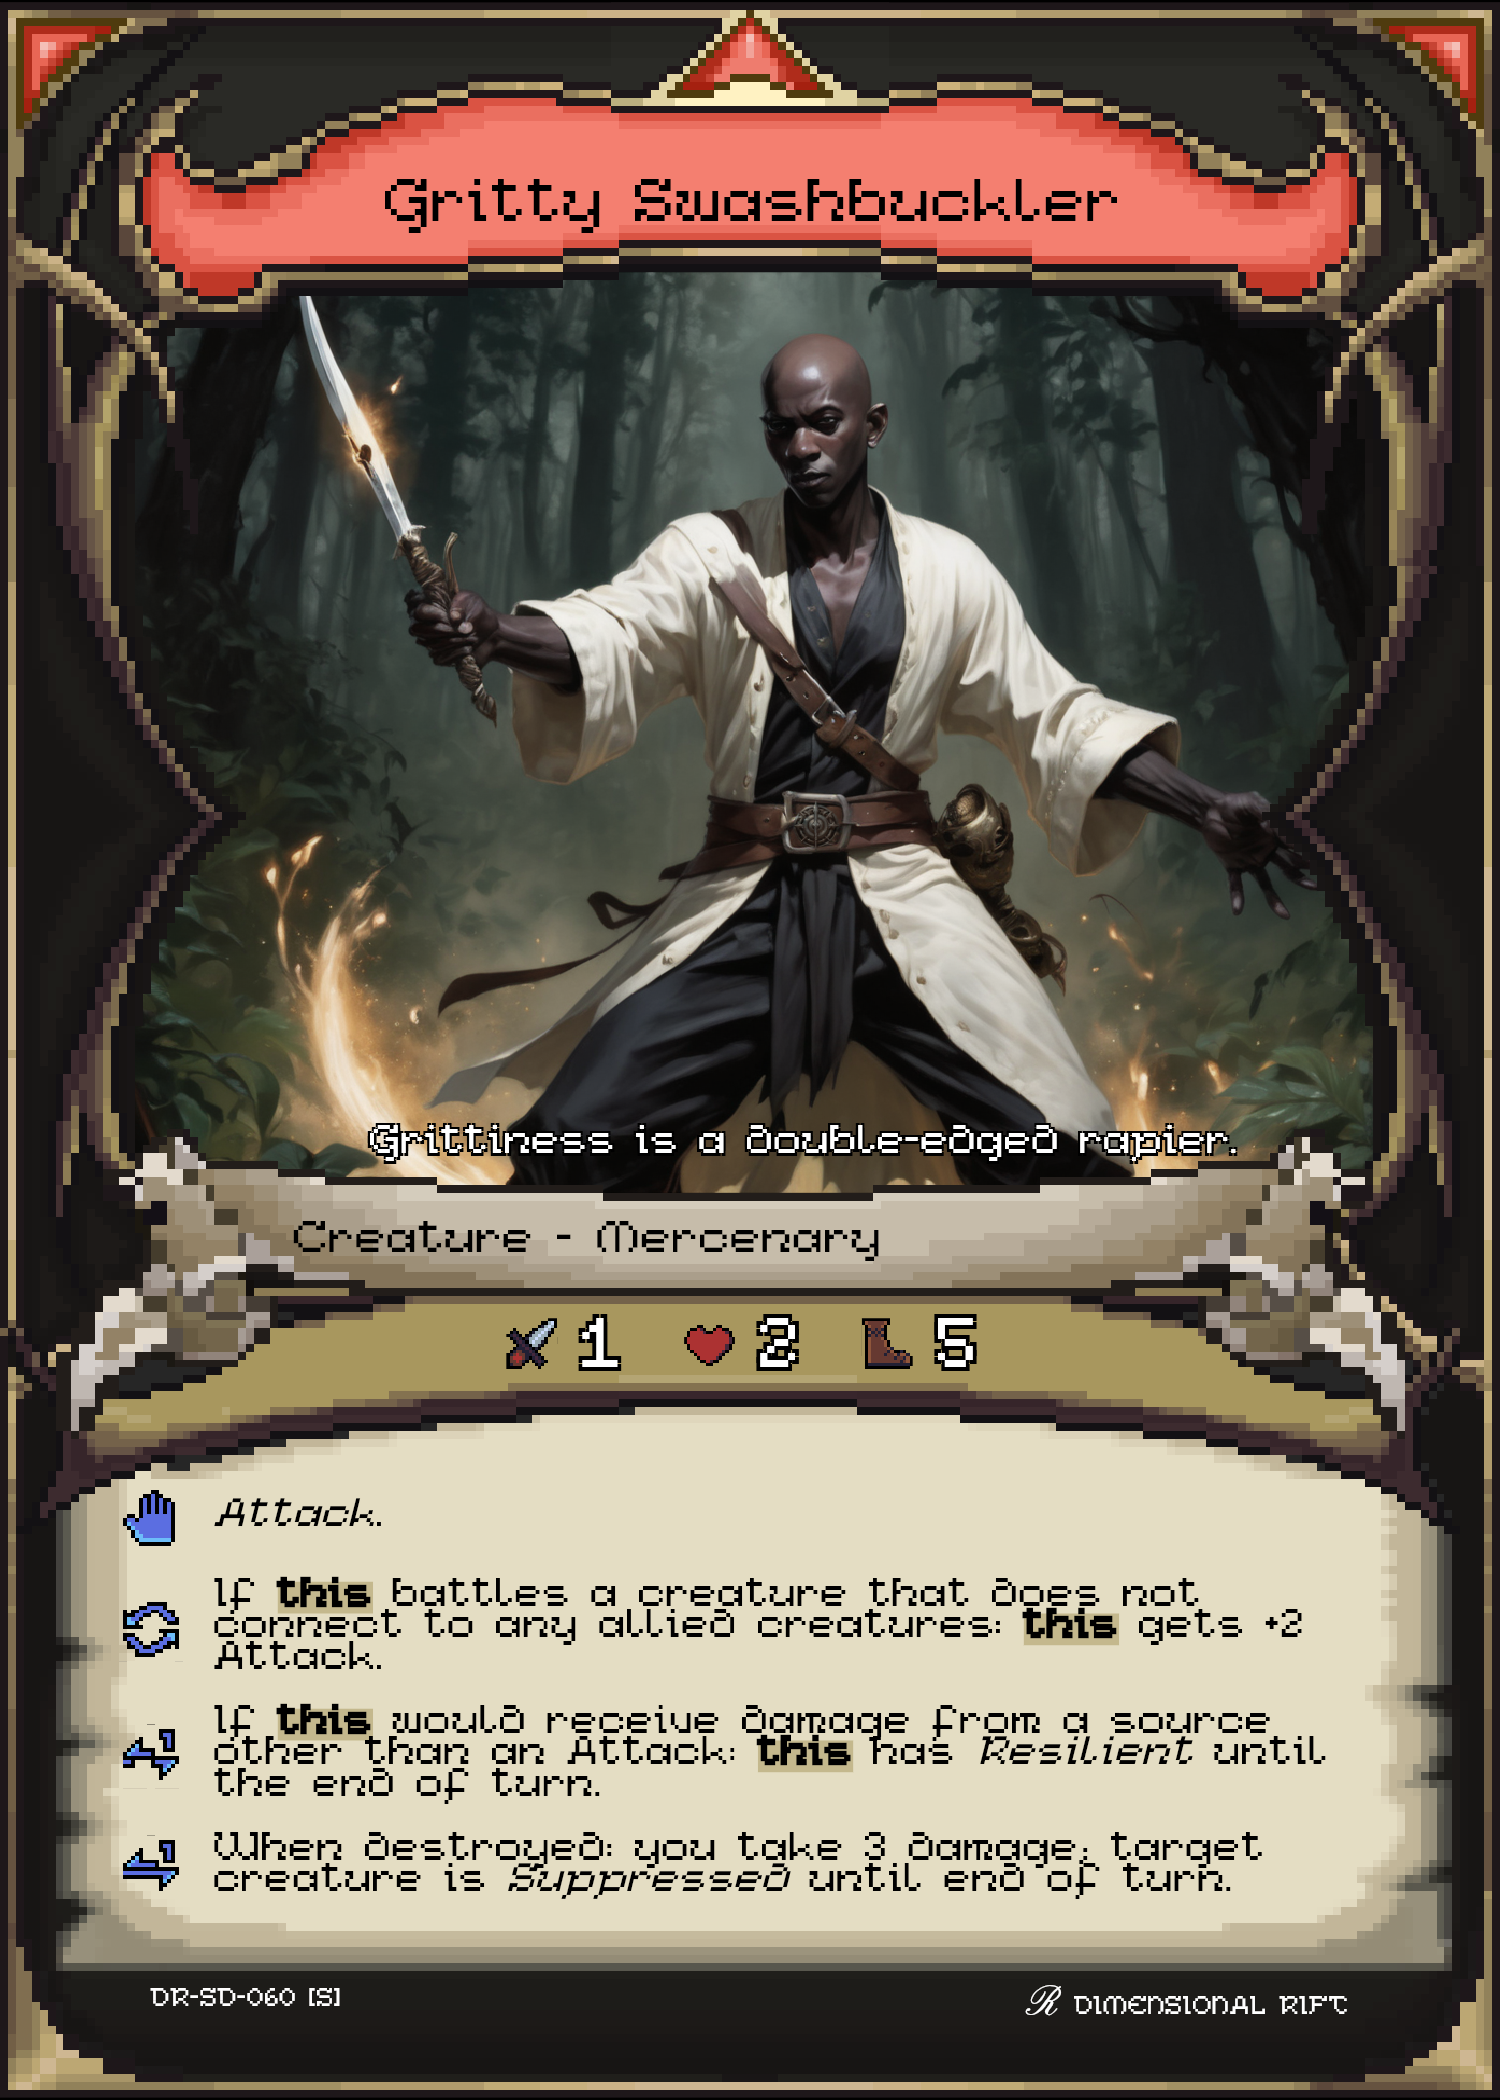 Gritty Swashbuckler
Grittiness is a double-edged rapier.
Creature - Mercenary
1 2 5
Attack.
If this battles a creature that does not
connect to any allied creatures: this gets +2
Attack.
If this would receive damage from a source
other than an Attack: this has Resilient until
the end of turn.
When destroyed: you take 3 damage; target
creature is Suppressed until end of turn.
DR-SD-060 [S]
ℛ DIMENSIONAL RIFT